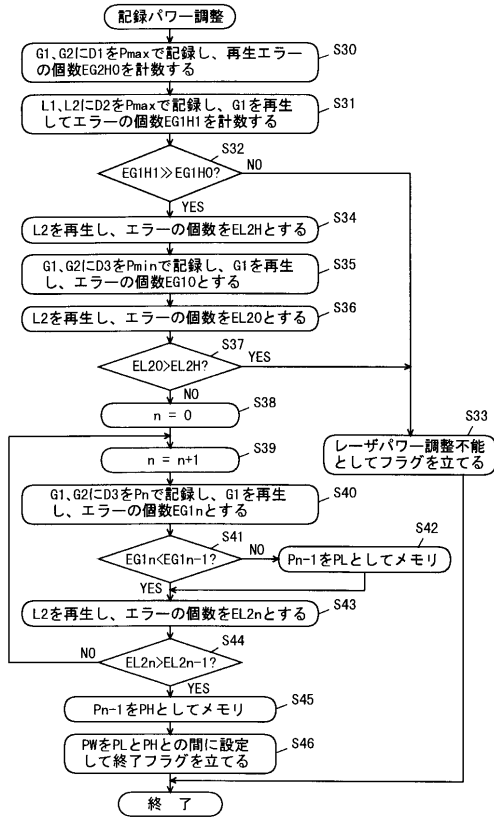 記録パワー調整
G1、G2にD1をPmaxで記録し、再生エラー
の個数EG2H0を計数する
S30
L1、L2にD2をPmaxで記録し、G1を再生
してエラーの個数EG1H1を計数する
S31
S32
EG1H1≫EG1H0?
NO
YES
L2を再生し、エラーの個数をEL2Hとする
S34
G1、G2にD3をPminで記録し、G1を再生
し、エラーの個数EG10とする
S35
L2を再生し、エラーの個数をEL20とする
S36
S37
EL20>EL2H?
YES
NO
n = 0
S38
n = n+1
S39
S33
レーザパワー調整不能
としてフラグを立てる
G1、G2にD3をPnで記録し、G1を再生
し、エラーの個数EG1nとする
S40
S41
EG1n<EG1n-1?
NO
S42
Pn-1をPLとしてメモリ
YES
L2を再生し、エラーの個数をEL2nとする
S43
S44
NO
EL2n>EL2n-1?
YES
Pn-1をPHとしてメモリ
S45
PWをPLとPHとの間に設定
して終了フラグを立てる
S46
終 了